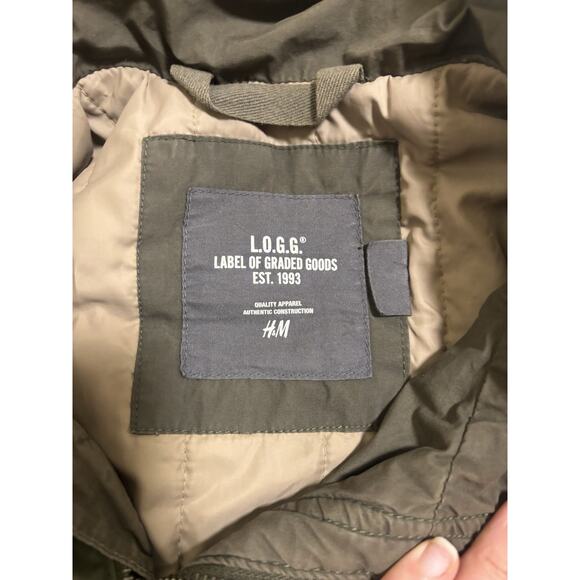 L.O.G.G.®
LABEL OF GRADED GOODS
EST. 1993
QUALITY APPAREL
AUTHENTIC CONSTRUCTION
H&M